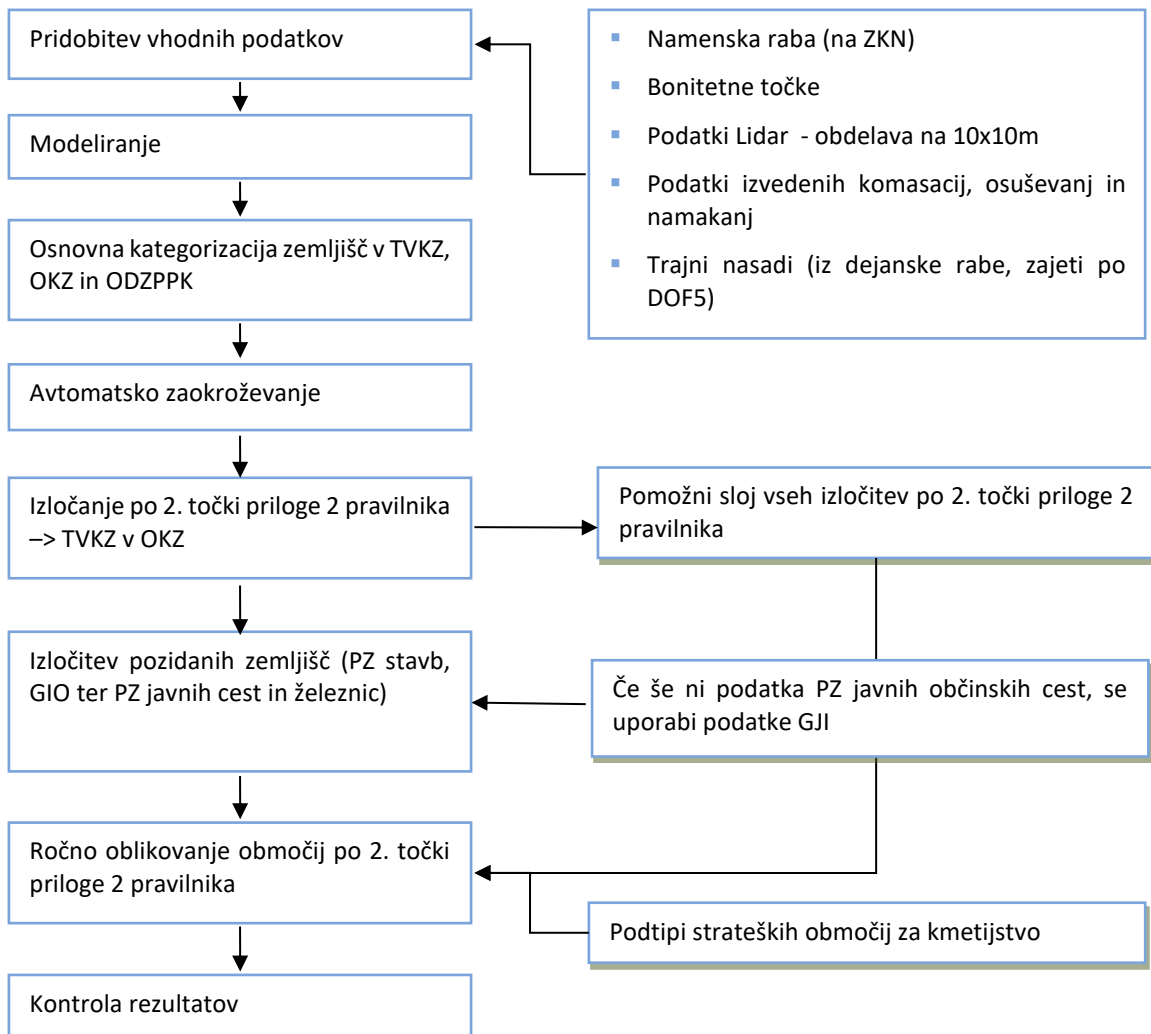 Pridobitev vhodnih podatkov
▪ Namenska raba (na ZKN)
▪ Bonitetne točke
▪ Podatki Lidar - obdelava na 10x10m
▪ Podatki izvedenih komasacij, osuševanj in
namakanj
▪ Trajni nasadi (iz dejanske rabe, zajeti po
DOF5)
Modeliranje
Osnovna kategorizacija zemljišč v TVKZ,
OKZ in ODZPPK
Avtomatsko zaokroževanje
Izločanje po 2. točki priloge 2 pravilnika
–> TVKZ v OKZ
Pomožni sloj vseh izločitev po 2. točki priloge 2
pravilnika
Izločitev pozidanih zemljišč (PZ stavb,
GIO ter PZ javnih cest in železnic)
Če še ni podatka PZ javnih občinskih cest, se
uporabi podatke GJI
Ročno oblikovanje območij po 2. točki
priloge 2 pravilnika
Podtipi strateških območij za kmetijstvo
Kontrola rezultatov